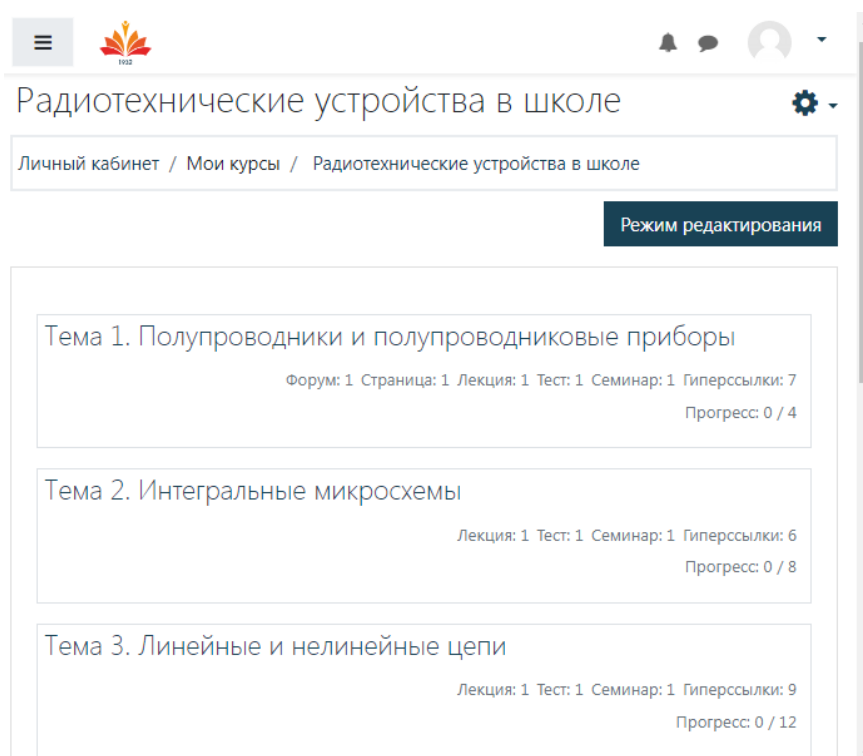 1932
Радиотехнические устройства в школе
Личный кабинет / Мои курсы / Радиотехнические устройства в школе
Режим редактирования
Тема 1. Полупроводники и полупроводниковые приборы
Форум: 1 Страница: 1 Лекция: 1 Тест: 1 Семинар: 1 Гиперссылки: 7
Прогресс: 0 / 4
Тема 2. Интегральные микросхемы
Лекция: 1 Тест: 1 Семинар: 1 Гиперссылки: 6
Прогресс: 0 / 8
Тема 3. Линейные и нелинейные цепи
Лекция: 1 Тест: 1 Семинар: 1 Гиперссылки: 9
Прогресс: 0 / 12